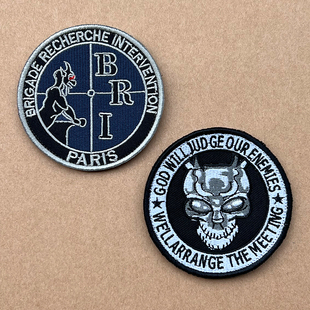 BRIGADE RECHERCHE INTERVENTION
B
R
I
PARIS
GOD WILL JUDGE OUR ENEMIES
WE'LL ARRANGE THE MEETING